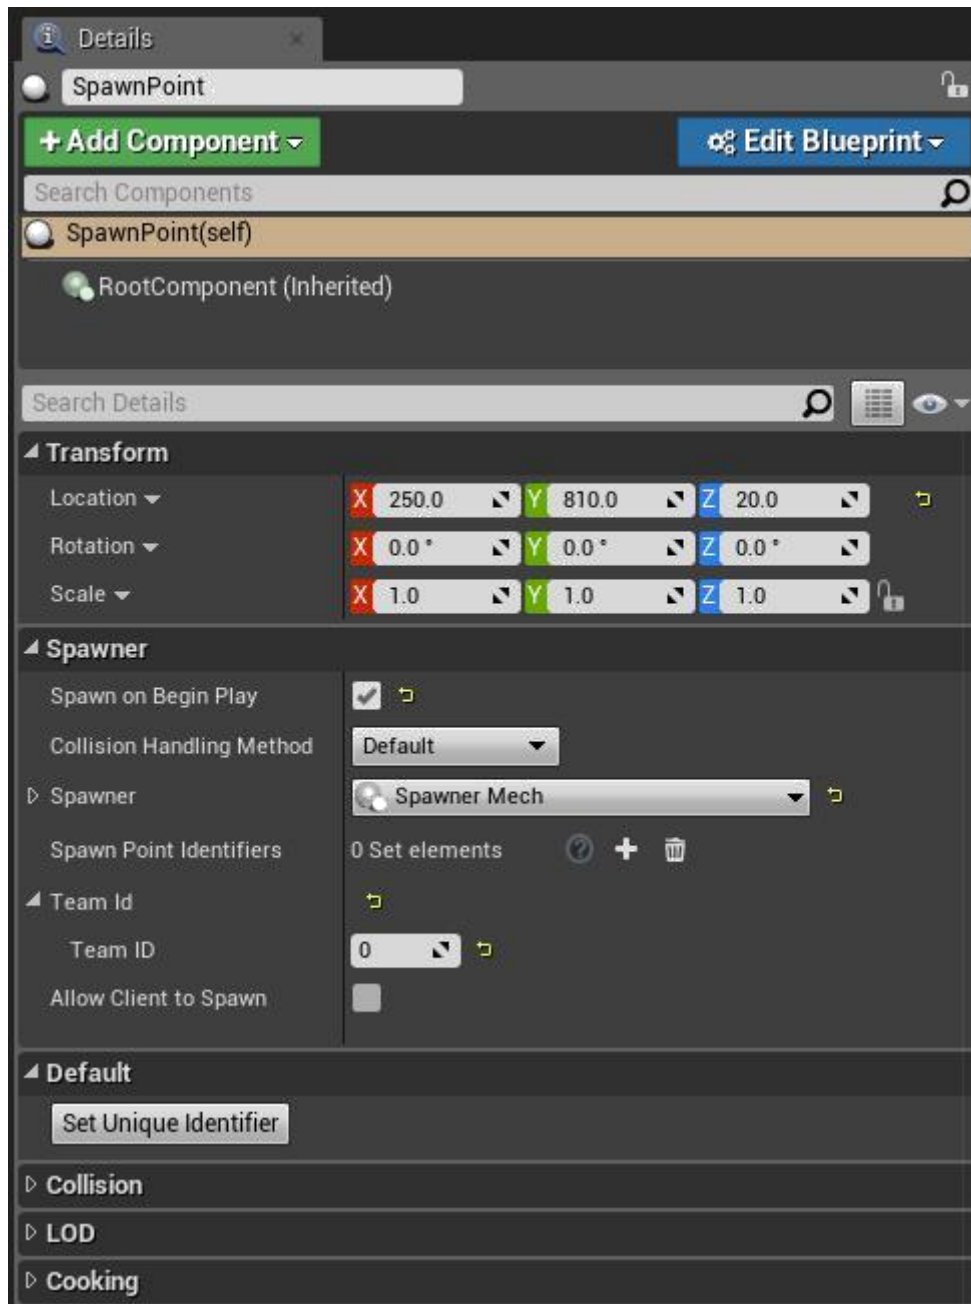 Details
SpawnPoint
+ Add Component
Edit Blueprint
Search Components
SpawnPoint(self)
RootComponent (Inherited)
Search Details
Transform
Location X 250.0 Y 810.0 Z 20.0
Rotation X 0.0 ° Y 0.0 ° Z 0.0 °
Scale X 1.0 Y 1.0 Z 1.0
Spawner
Spawn on Begin Play
Collision Handling Method Default
Spawner Spawner Mech
Spawn Point Identifiers 0 Set elements ? +
Team Id
Team ID 0
Allow Client to Spawn
Default
Set Unique Identifier
Collision
LOD
Cooking